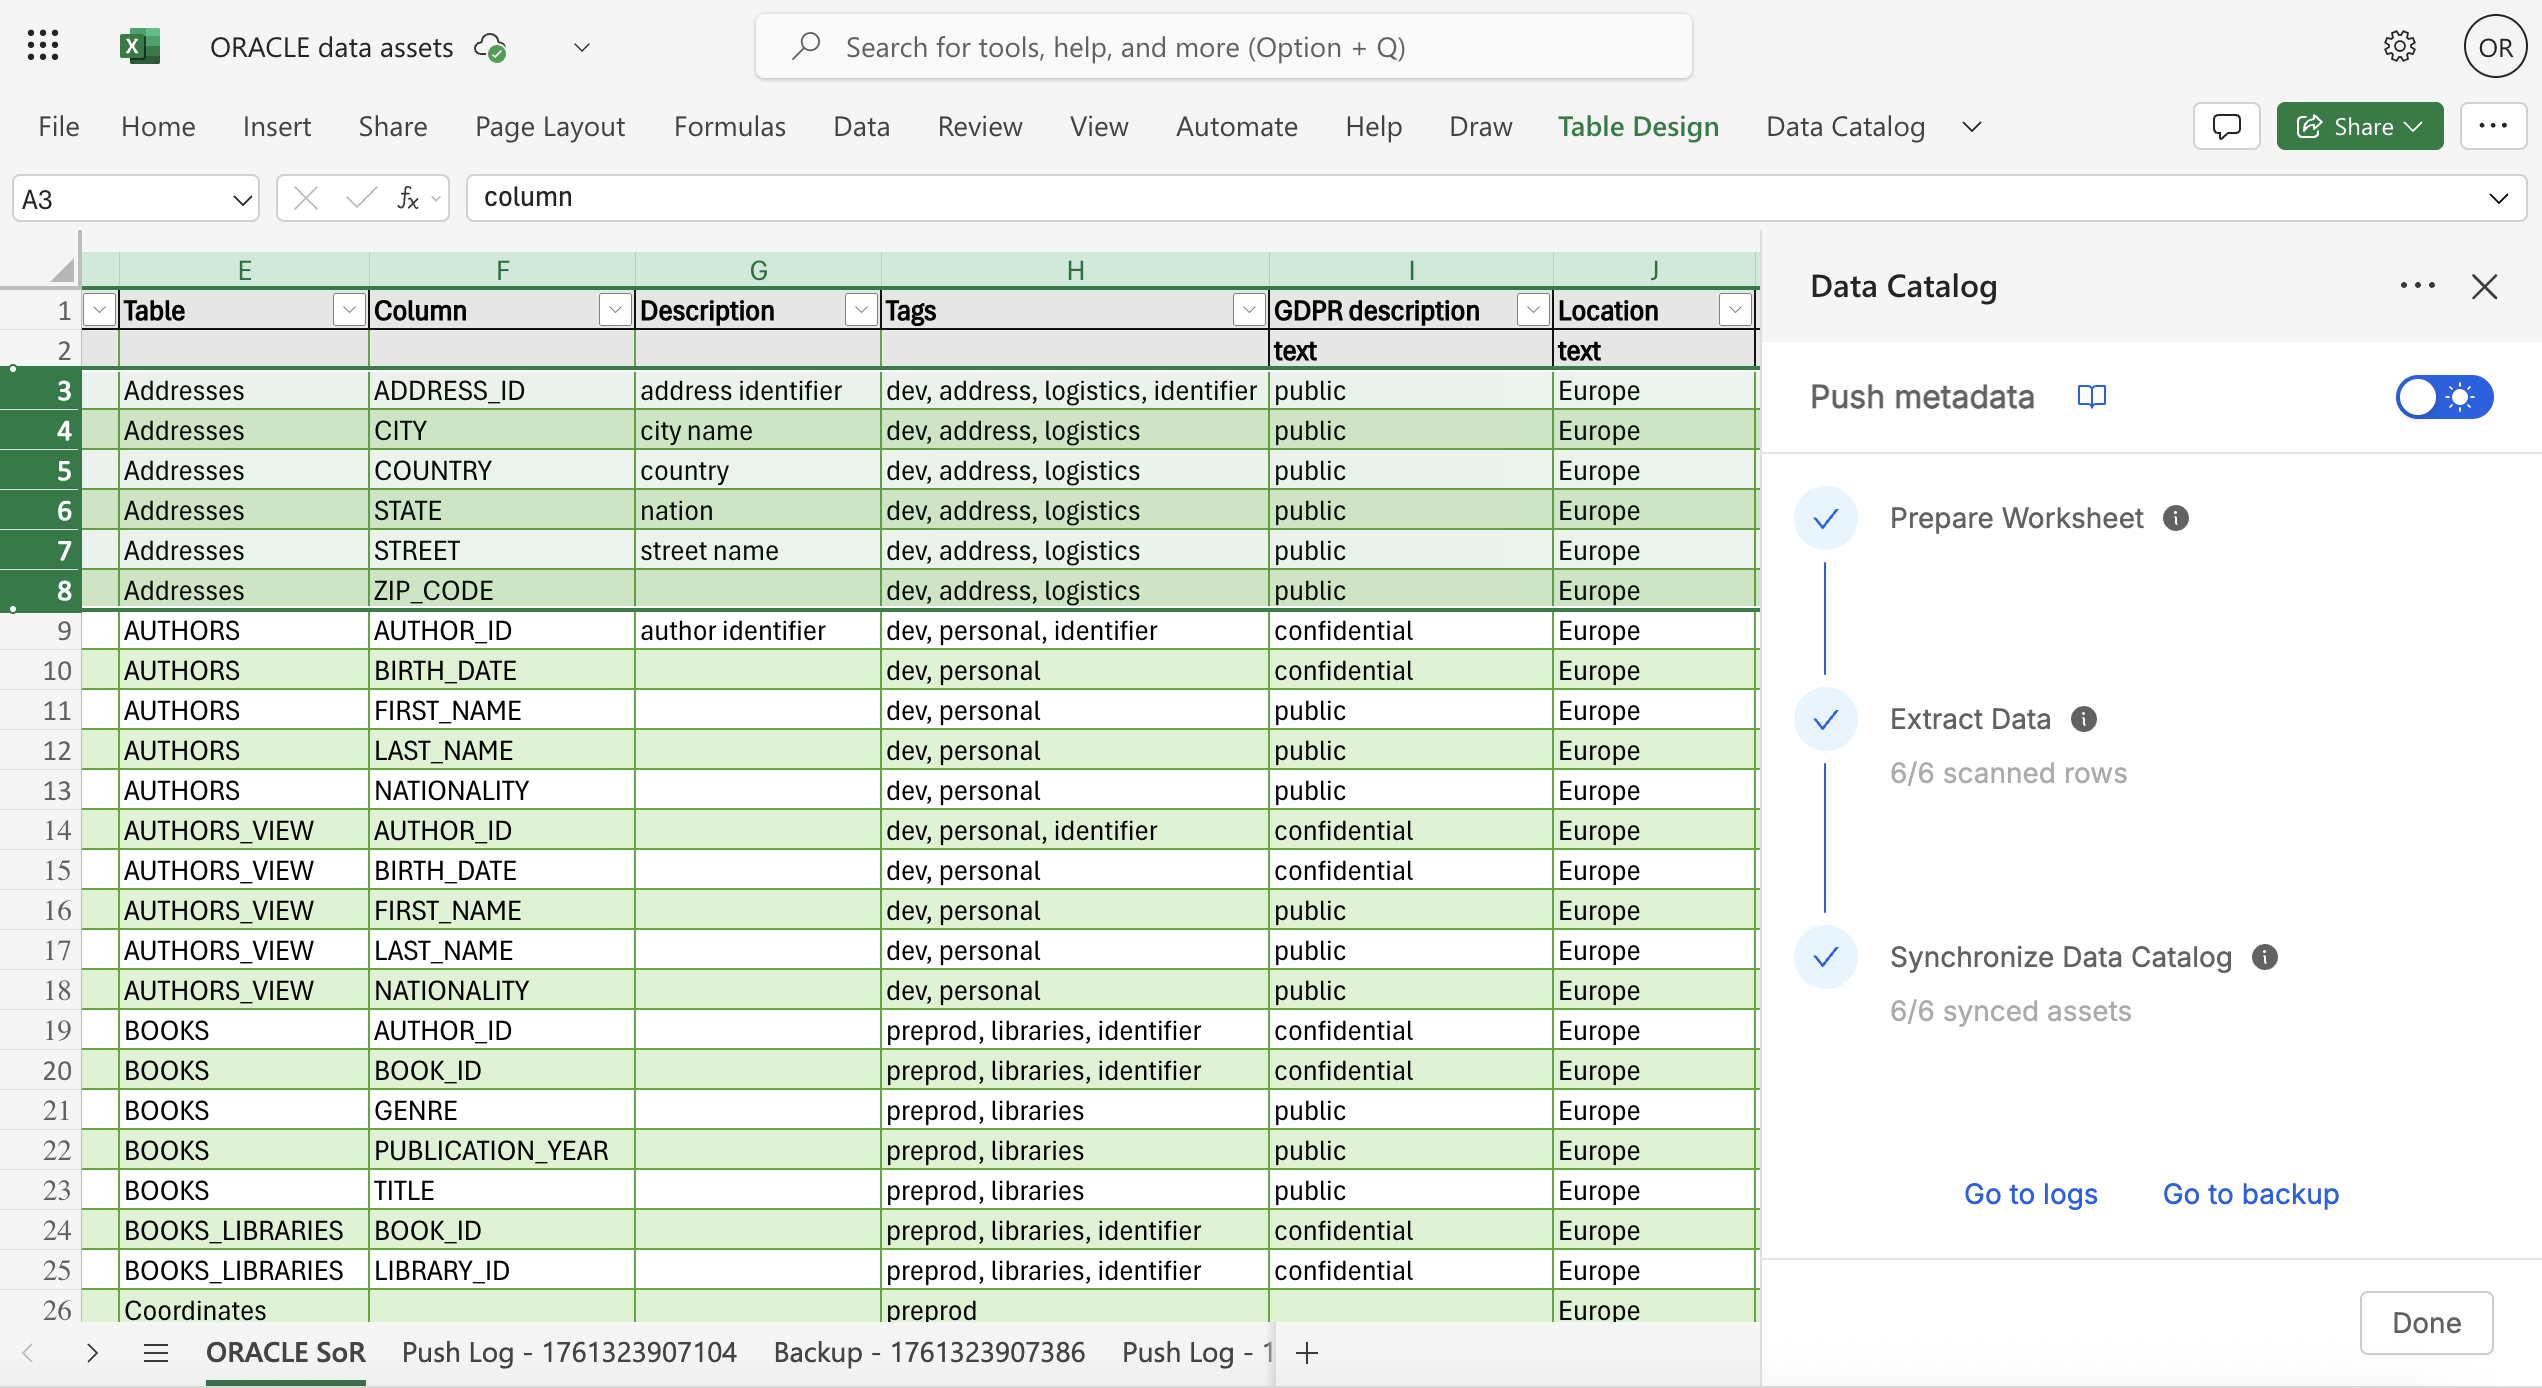 ORACLE data assets
Search for tools, help, and more (Option + Q)
OR
File Home Insert Share Page Layout Formulas Data Review View Automate Help Draw Table Design Data Catalog
Share
A3 fx column
E F G H I J
1 Table Column Description Tags GDPR description Location
2 text text
3 Addresses ADDRESS_ID address identifier dev, address, logistics, identifier public Europe
4 Addresses CITY city name dev, address, logistics public Europe
5 Addresses COUNTRY country dev, address, logistics public Europe
6 Addresses STATE nation dev, address, logistics public Europe
7 Addresses STREET street name dev, address, logistics public Europe
8 Addresses ZIP_CODE dev, address, logistics public Europe
9 AUTHORS AUTHOR_ID author identifier dev, personal, identifier confidential Europe
10 AUTHORS BIRTH_DATE dev, personal confidential Europe
11 AUTHORS FIRST_NAME dev, personal public Europe
12 AUTHORS LAST_NAME dev, personal public Europe
13 AUTHORS NATIONALITY dev, personal public Europe
14 AUTHORS_VIEW AUTHOR_ID dev, personal, identifier confidential Europe
15 AUTHORS_VIEW BIRTH_DATE dev, personal confidential Europe
16 AUTHORS_VIEW FIRST_NAME dev, personal public Europe
17 AUTHORS_VIEW LAST_NAME dev, personal public Europe
18 AUTHORS_VIEW NATIONALITY dev, personal public Europe
19 BOOKS AUTHOR_ID preprod, libraries, identifier confidential Europe
20 BOOKS BOOK_ID preprod, libraries, identifier confidential Europe
21 BOOKS GENRE preprod, libraries public Europe
22 BOOKS PUBLICATION_YEAR preprod, libraries public Europe
23 BOOKS TITLE preprod, libraries public Europe
24 BOOKS_LIBRARIES BOOK_ID preprod, libraries, identifier confidential Europe
25 BOOKS_LIBRARIES LIBRARY_ID preprod, libraries, identifier confidential Europe
26 Coordinates preprod Europe
ORACLE SoR Push Log - 1761323907104 Backup - 1761323907386 Push Log - 1
Data Catalog
Push metadata
Prepare Worksheet
Extract Data
6/6 scanned rows
Synchronize Data Catalog
6/6 synced assets
Go to logs Go to backup
Done